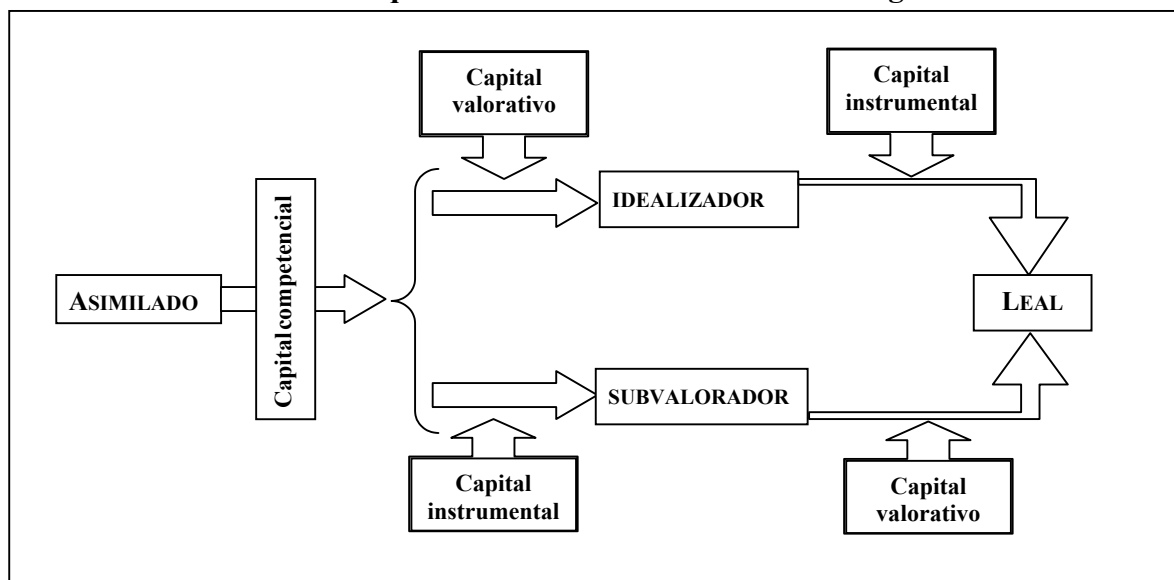 Capital
valorativo
Capital
instrumental
IDEALIZADOR
ASIMILADO
Capital competencial
LEAL
SUBVALORADOR
Capital
instrumental
Capital
valorativo